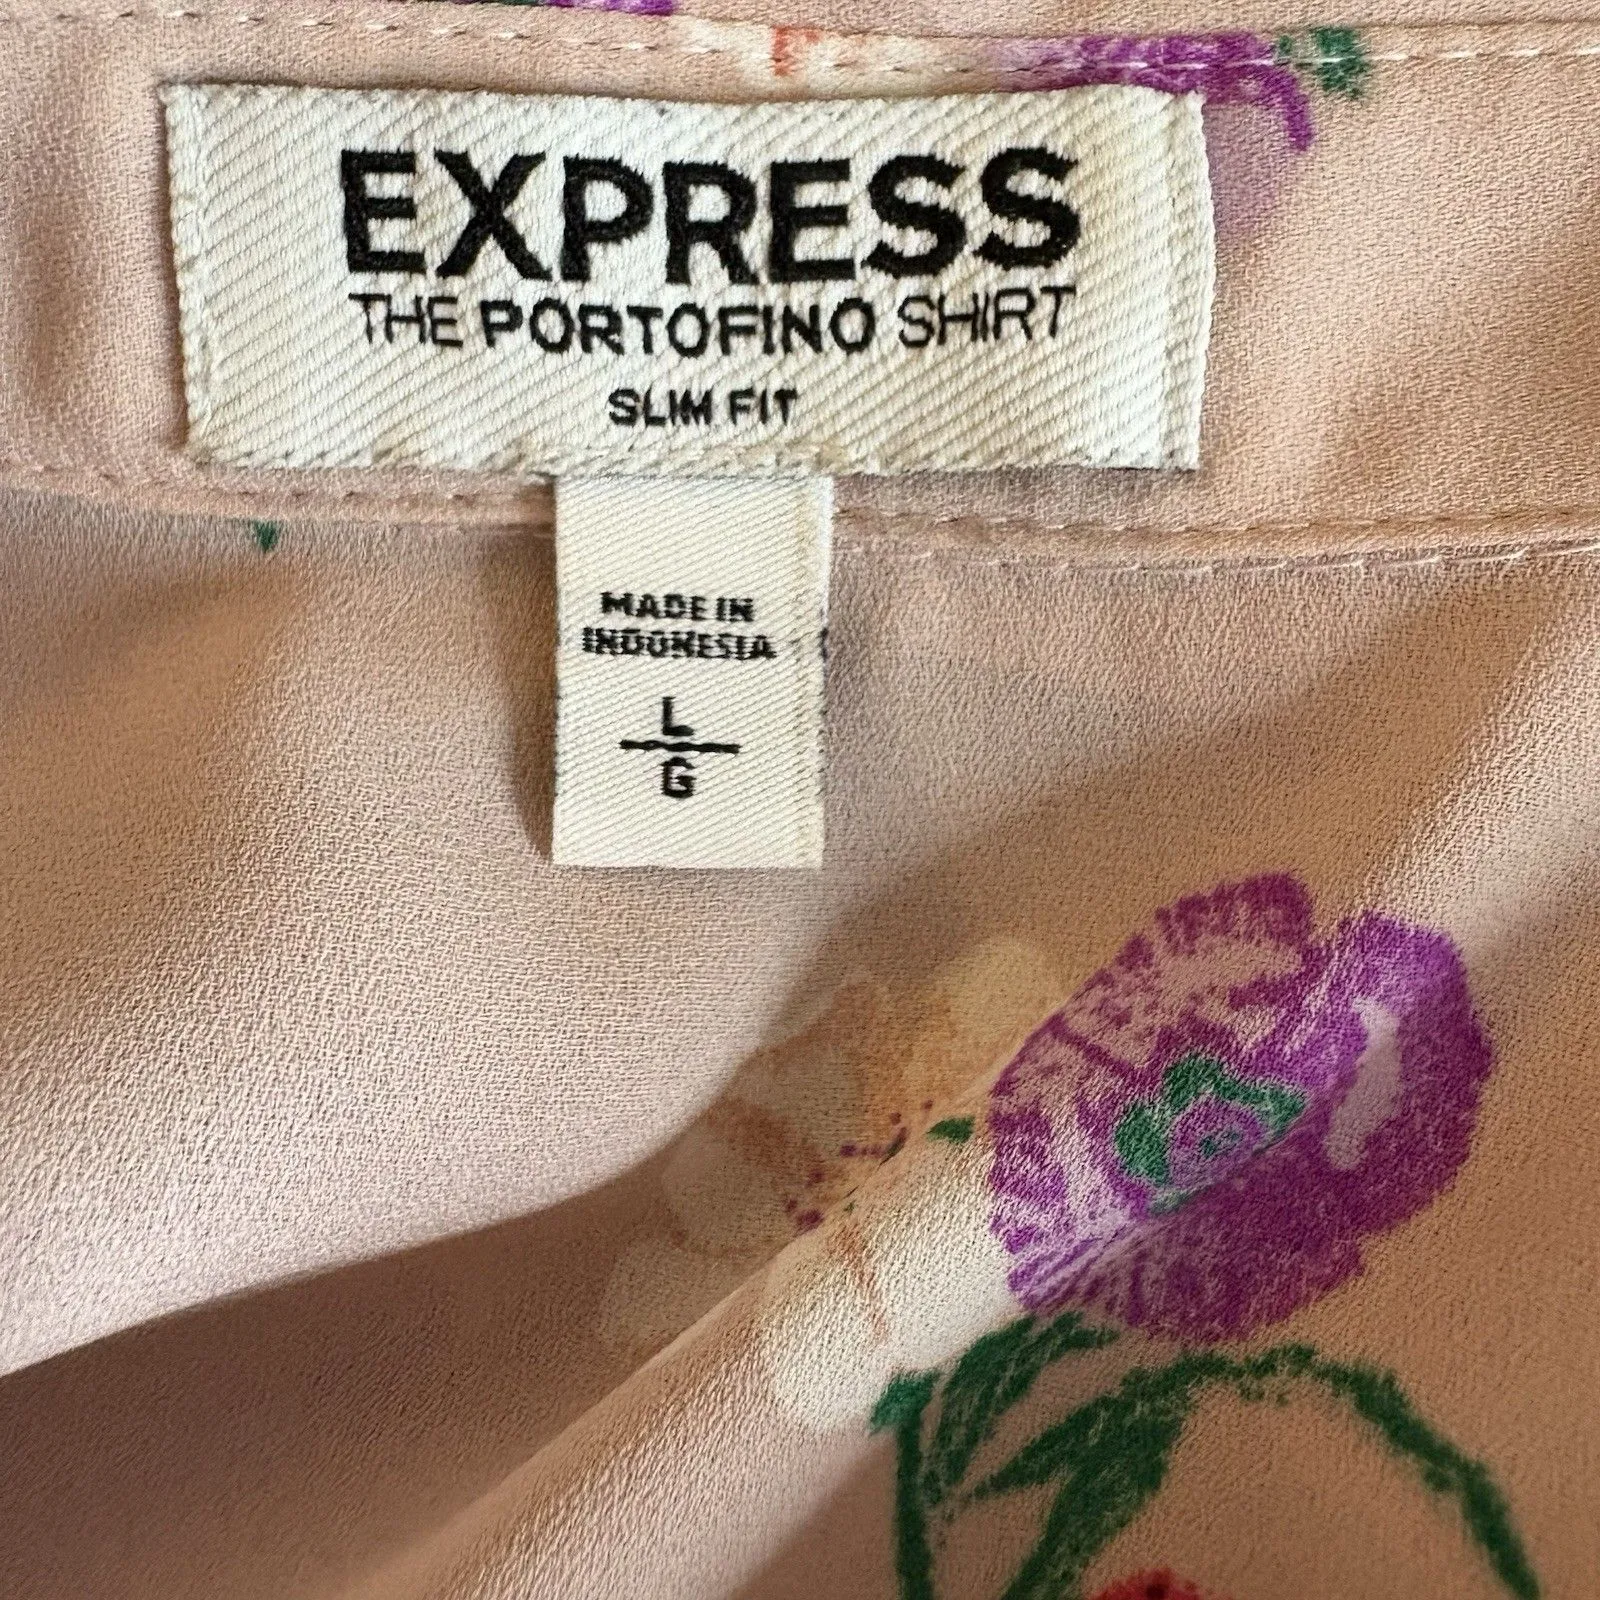 EXPRESS
THE PORTOFINO SHIRT
SLIM FIT
MADE IN
INDONESIA
L
G